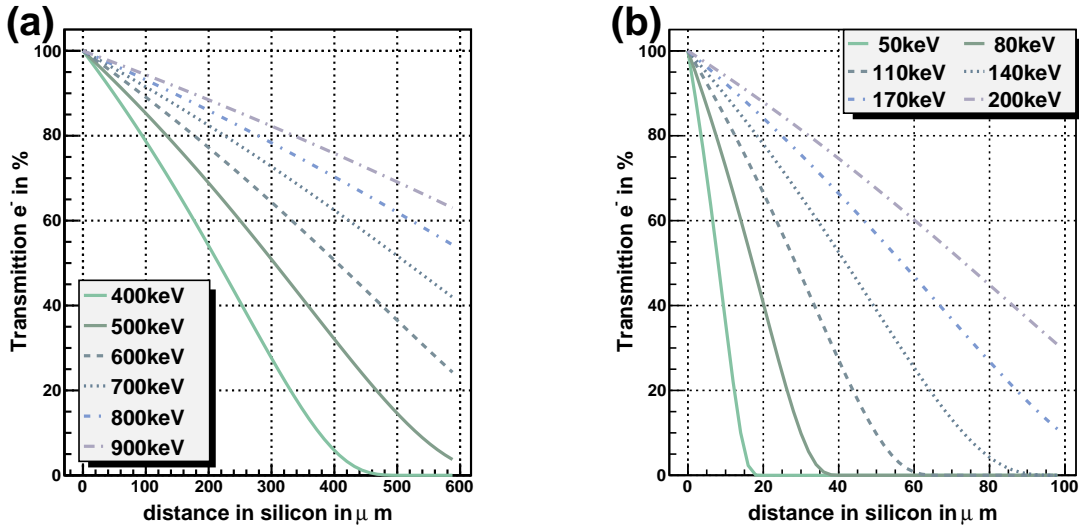 (a)
Transmittion e- in %
100
80
60
40
20
0
400keV
500keV
600keV
700keV
800keV
900keV
0 100 200 300 400 500 600
distance in silicon in μ m
(b)
Transmittion e- in %
100
80
60
40
20
0
50keV 80keV
110keV 140keV
170keV 200keV
0 20 40 60 80 100
distance in silicon in μ m